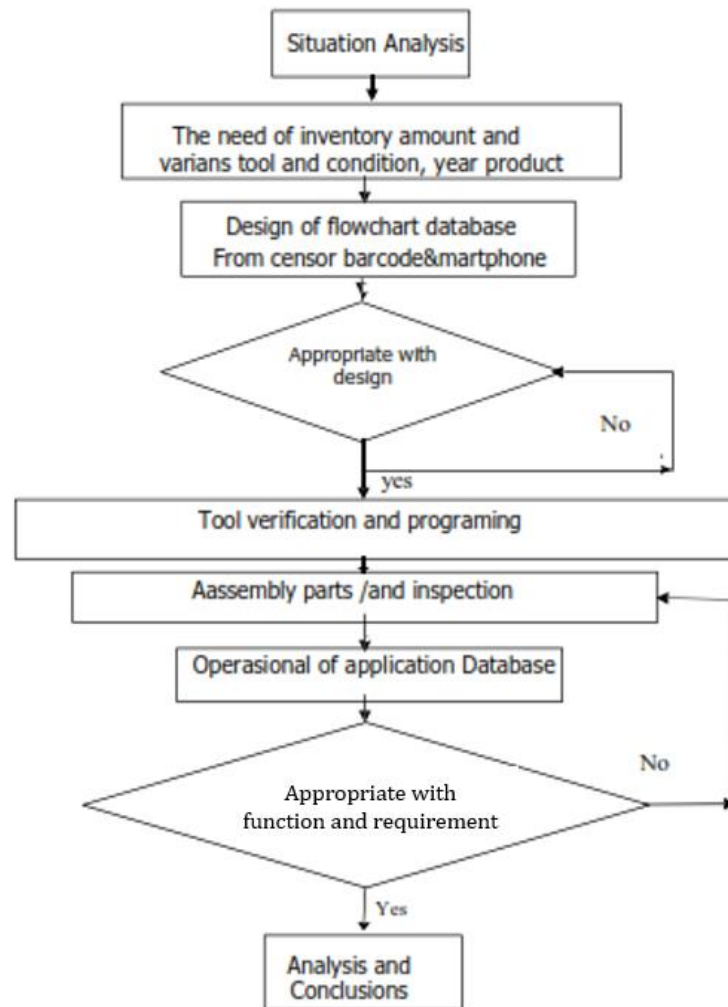 Situation Analysis
The need of inventory amount and
varians tool and condition, year product
Design of flowchart database
From censor barcode&martphone
Appropriate with
design
No
yes
Tool verification and programing
Aassembly parts /and inspection
Operasional of application Database
No
Appropriate with
function and requirement
Yes
Analysis and
Conclusions